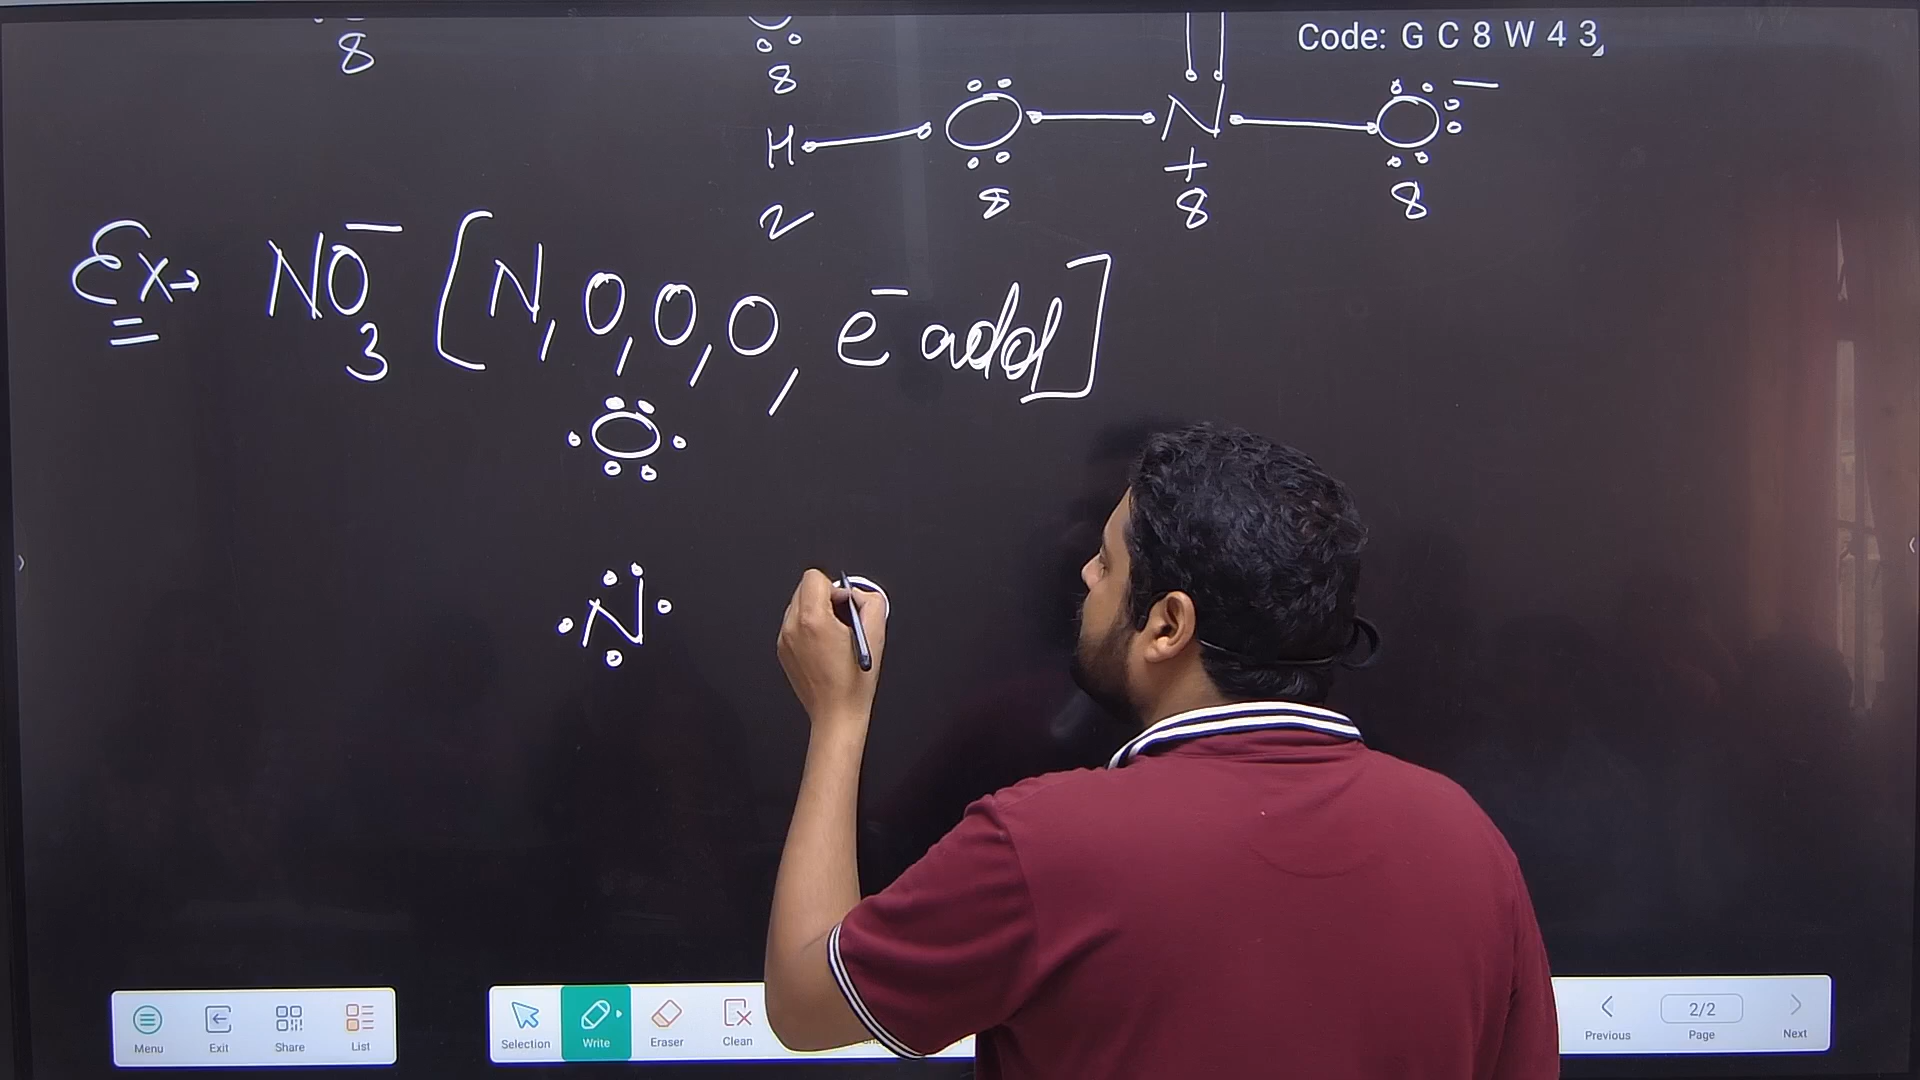 Code: G C 8 W 4 3
8
8
H O N O
+
2 8 8 8
Ex→ NO3⁻ [N, O, O, O, e⁻ add]
O
N
Menu Exit Share List Selection Write Eraser Clean Previous 2/2 Page Next